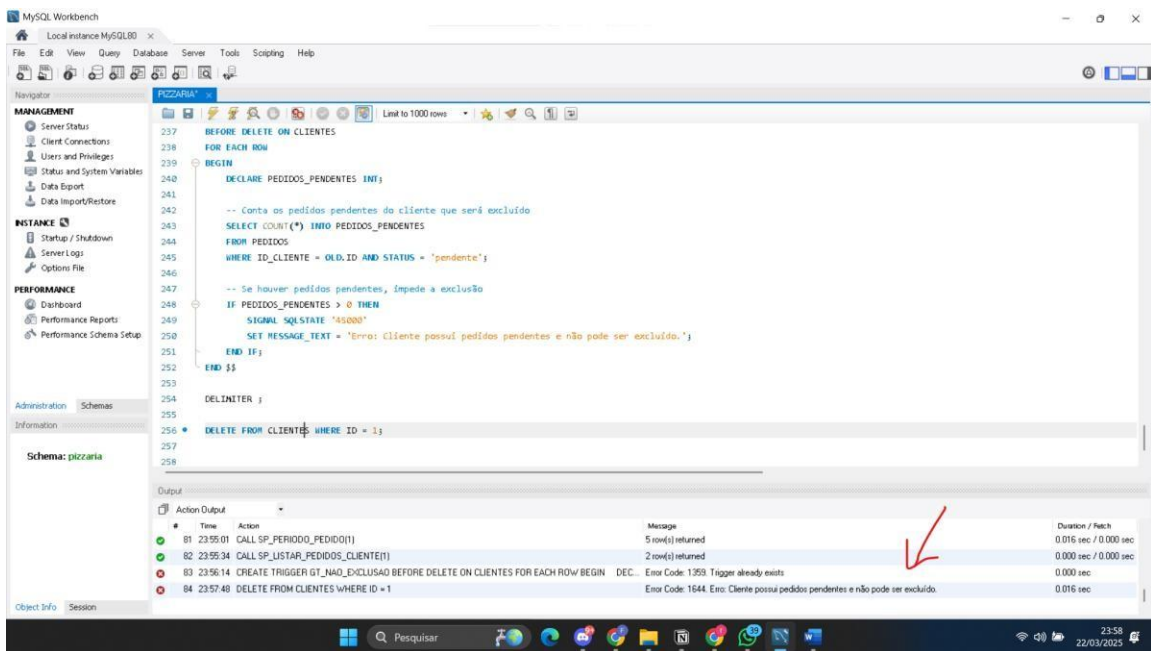 MySQL Workbench
Local instance MySQL80 ×
File Edit View Query Database Server Tools Scripting Help
Navigator
PIZZARIA* ×
MANAGEMENT
Server Status
Client Connections
Users and Privileges
Status and System Variables
Data Export
Data Import/Restore
INSTANCE
Startup / Shutdown
Server Logs
Options File
PERFORMANCE
Dashboard
Performance Reports
Performance Schema Setup
Administration Schemas
Information
Schema: pizzaria
Object Info Session
Limit to 1000 rows
237 BEFORE DELETE ON CLIENTES
238 FOR EACH ROW
239 BEGIN
240 DECLARE PEDIDOS_PENDENTES INT;
241
242 -- Conta os pedidos pendentes do cliente que será excluído
243 SELECT COUNT(*) INTO PEDIDOS_PENDENTES
244 FROM PEDIDOS
245 WHERE ID_CLIENTE = OLD.ID AND STATUS = 'pendente';
246
247 -- Se houver pedidos pendentes, impede a exclusão
248 IF PEDIDOS_PENDENTES > 0 THEN
249 SIGNAL SQLSTATE '45000'
250 SET MESSAGE_TEXT = 'Erro: Cliente possui pedidos pendentes e não pode ser excluído.';
251 END IF;
252 END $$
253
254 DELIMITER ;
255
256 DELETE FROM CLIENTES WHERE ID = 1;
257
258
Output
Action Output
# Time Action Message Duration / Fetch
81 23:55:01 CALL SP_PERIODO_PEDIDO(1) 5 row(s) returned 0.016 sec / 0.000 sec
82 23:55:34 CALL SP_LISTAR_PEDIDOS_CLIENTE(1) 2 row(s) returned 0.000 sec / 0.000 sec
83 23:56:14 CREATE TRIGGER GT_NAO_EXCLUSAO BEFORE DELETE ON CLIENTES FOR EACH ROW BEGIN DEC... Error Code: 1359. Trigger already exists 0.000 sec
84 23:57:48 DELETE FROM CLIENTES WHERE ID = 1 Error Code: 1644. Erro: Cliente possui pedidos pendentes e não pode ser excluído. 0.016 sec
Pesquisar
39
23:58
22/03/2025